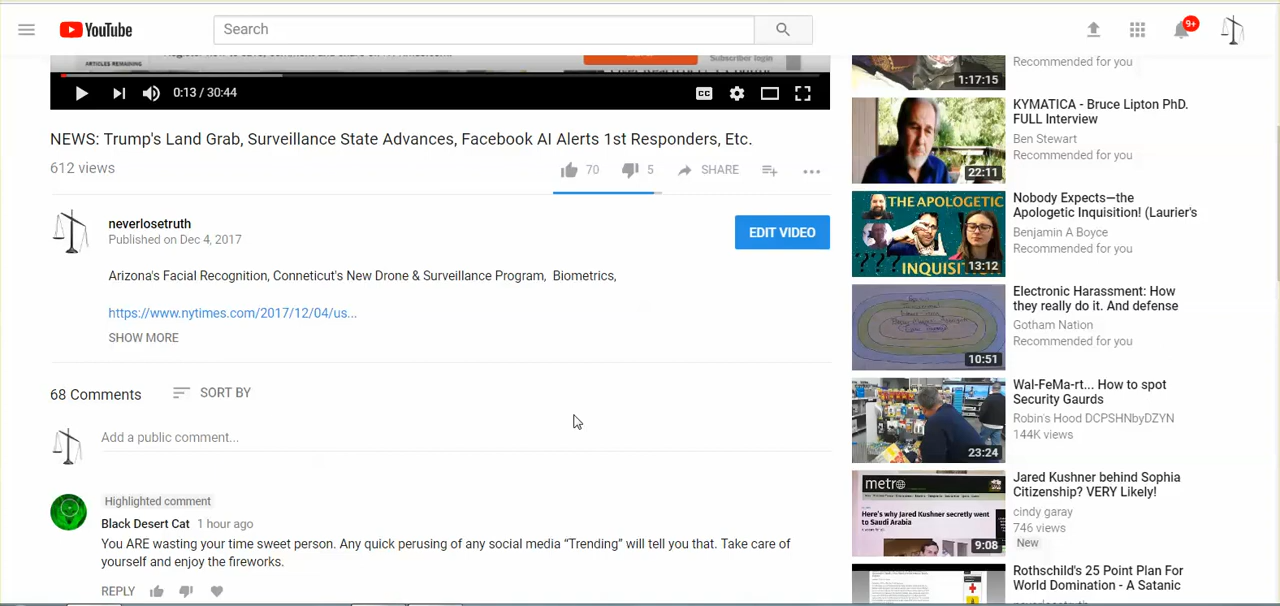 YouTube
Search
9+
ARTICLES REMAINING
Subscriber login
0:13 / 30:44
CC
NEWS: Trump's Land Grab, Surveillance State Advances, Facebook AI Alerts 1st Responders, Etc.
612 views
70
5
SHARE
neverlosetruth
Published on Dec 4, 2017
EDIT VIDEO
Arizona's Facial Recognition, Conneticut's New Drone & Surveillance Program, Biometrics,
https://www.nytimes.com/2017/12/04/us...
SHOW MORE
68 Comments
SORT BY
Add a public comment...
Highlighted comment
Black Desert Cat 1 hour ago
You ARE wasting your time sweet person. Any quick perusing of any social media “Trending” will tell you that. Take care of
yourself and enjoy the fireworks.
REPLY
1:17:15
Recommended for you
22:11
KYMATICA - Bruce Lipton PhD.
FULL Interview
Ben Stewart
Recommended for you
THE APOLOGETIC
???
INQUISITI
13:12
Nobody Expects—the
Apologetic Inquisition! (Laurier's
Benjamin A Boyce
Recommended for you
10:51
Electronic Harassment: How
they really do it. And defense
Gotham Nation
Recommended for you
23:24
Wal-FeMa-rt... How to spot
Security Gaurds
Robin's Hood DCPSHNbyDZYN
144K views
metro
Here's why Jared Kushner secretly went
to Saudi Arabia
9:08
Jared Kushner behind Sophia
Citizenship? VERY Likely!
cindy garay
746 views
New
Rothschild's 25 Point Plan For
World Domination - A Satanic
neverlosetruth